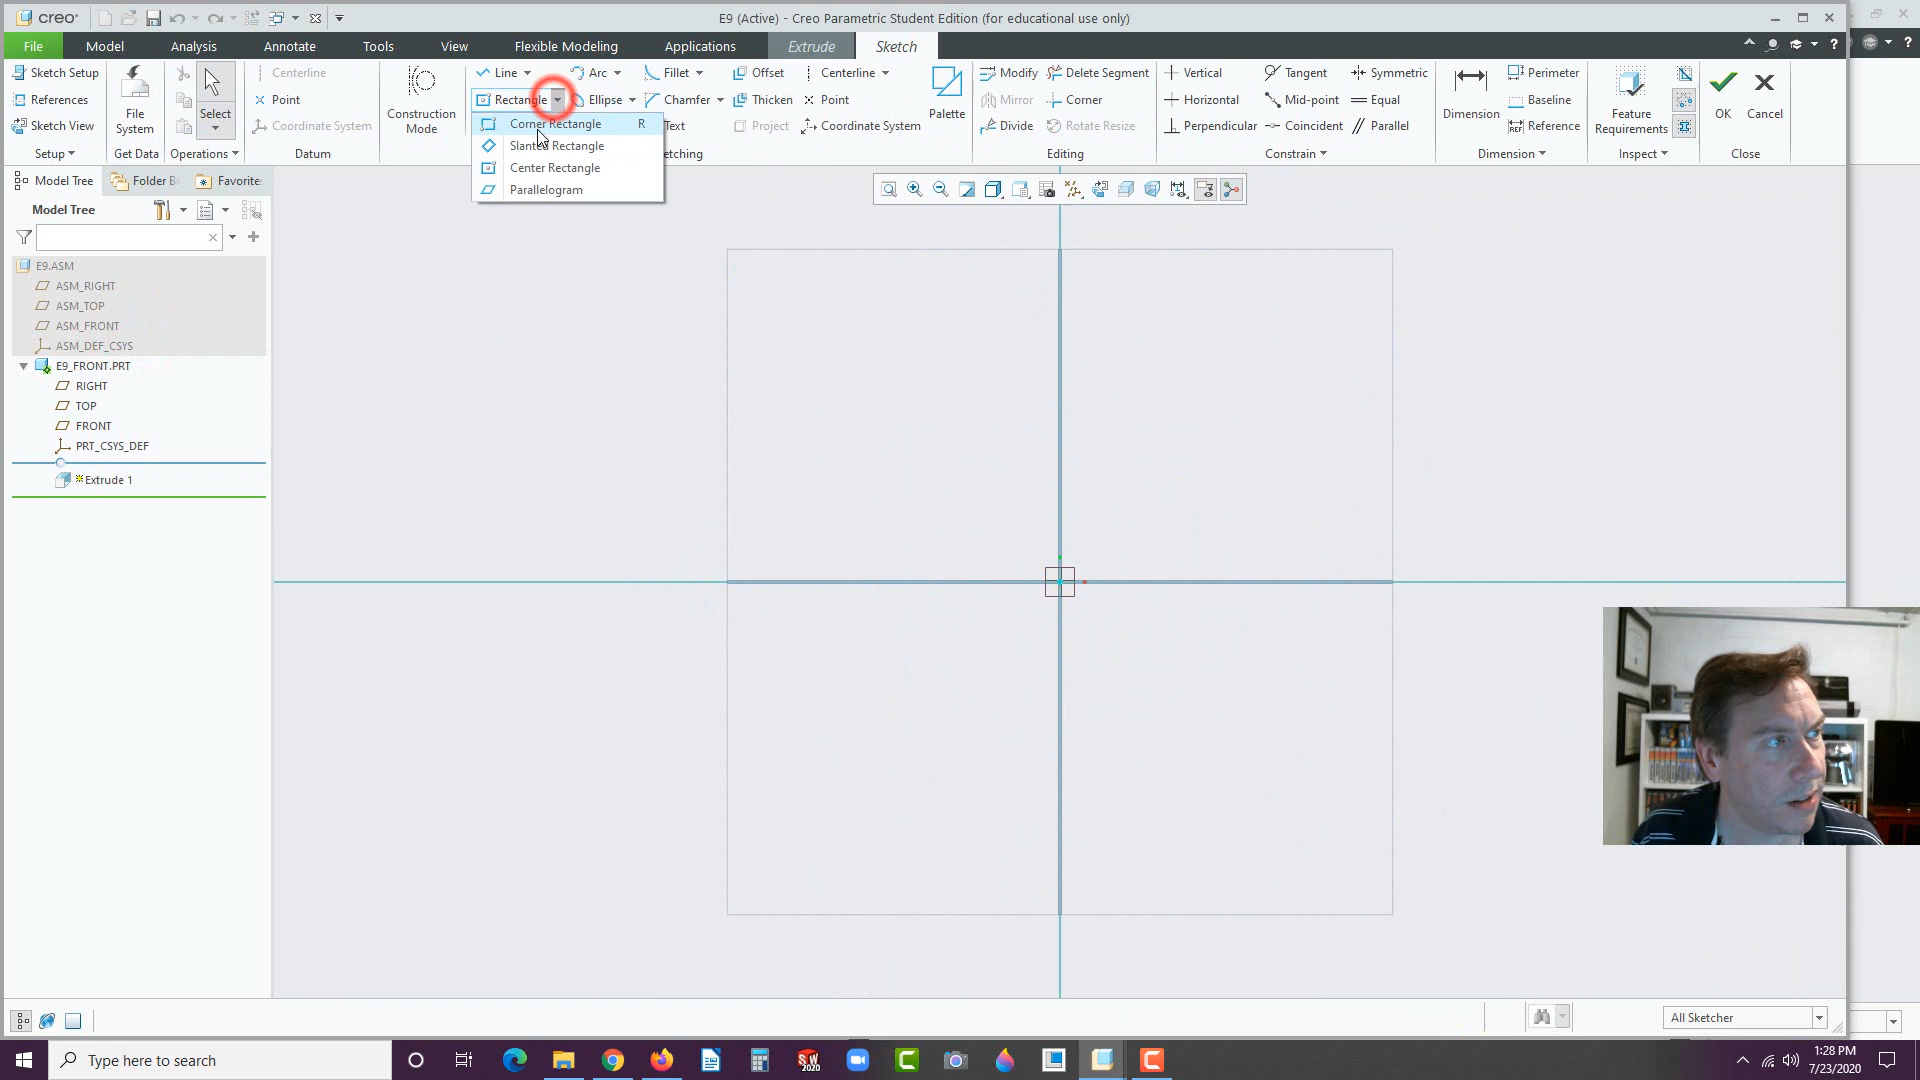 creo
E9 (Active) - Creo Parametric Student Edition (for educational use only)
File Model Analysis Annotate Tools View Flexible Modeling Applications Extrude Sketch
Sketch Setup
References
Sketch View
Setup
File System
Get Data
Select
Operations
Centerline
Point
Coordinate System
Datum
Construction Mode
Line Arc Fillet Offset Centerline
Rectangle Ellipse Chamfer Thicken Point
Text Project Coordinate System
Palette
Corner Rectangle R
Slanted Rectangle
Center Rectangle
Parallelogram
Modify Delete Segment
Mirror Corner
Divide Rotate Resize
Editing
Vertical Tangent Symmetric
Horizontal Mid-point Equal
Perpendicular Coincident Parallel
Constrain
Dimension
Perimeter
Baseline
REF Reference
Dimension
Feature Requirements
Inspect
OK Cancel
Close
Model Tree Folder B Favorite
Model Tree
E9.ASM
ASM_RIGHT
ASM_TOP
ASM_FRONT
ASM_DEF_CSYS
E9_FRONT.PRT
RIGHT
TOP
FRONT
PRT_CSYS_DEF
Extrude 1
All Sketcher
Type here to search
SW 2020
1:28 PM
7/23/2020